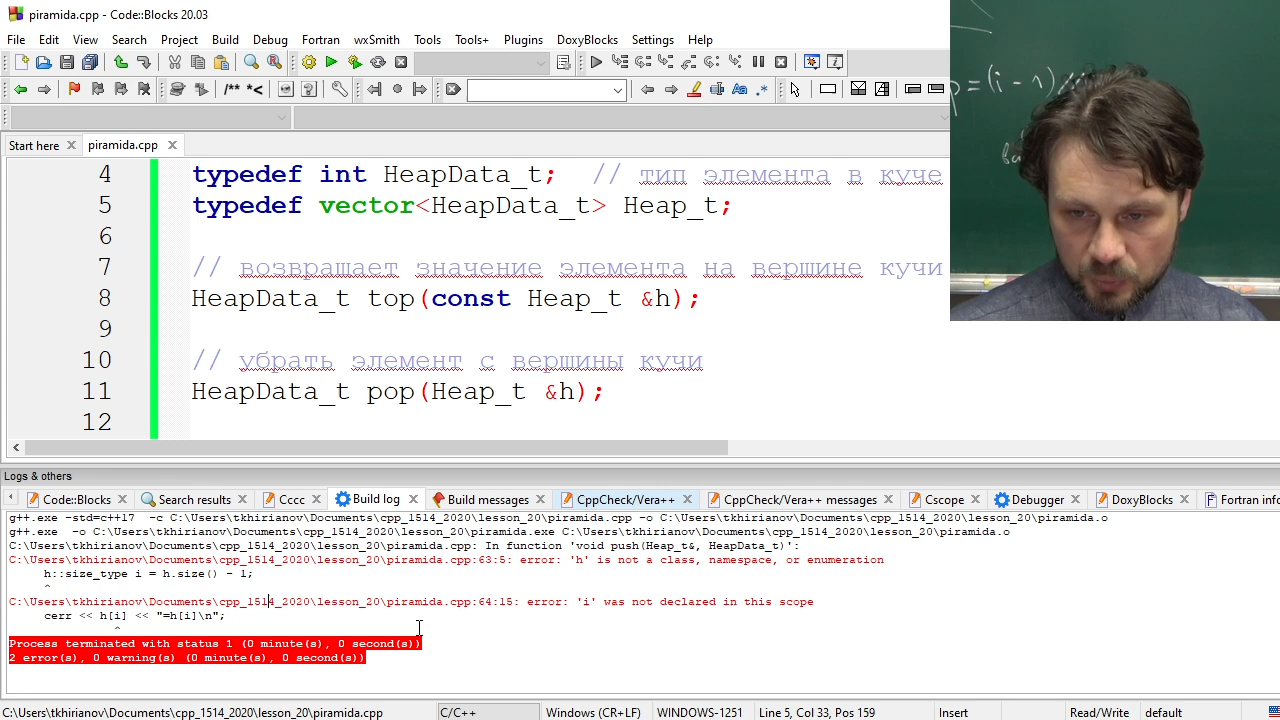 piramida.cpp - Code::Blocks 20.03
File Edit View Search Project Build Debug Fortran wxSmith Tools Tools+ Plugins DoxyBlocks Settings Help
/** *<
Start here piramida.cpp
4 typedef int HeapData_t; // тип элемента в куче
5 typedef vector<HeapData_t> Heap_t;
6
7 // возвращает значение элемента на вершине кучи
8 HeapData_t top(const Heap_t &h);
9
10 // убрать элемент с вершины кучи
11 HeapData_t pop(Heap_t &h);
12
p=(i-1)/
Logs & others
Code::Blocks Search results Cccc Build log Build messages CppCheck/Vera++ CppCheck/Vera++ messages Cscope Debugger DoxyBlocks Fortran info
g++.exe -std=c++17 -c C:\Users\tkhirianov\Documents\cpp_1514_2020\lesson_20\piramida.cpp -o C:\Users\tkhirianov\Documents\cpp_1514_2020\lesson_20\piramida.o
g++.exe -o C:\Users\tkhirianov\Documents\cpp_1514_2020\lesson_20\piramida.exe C:\Users\tkhirianov\Documents\cpp_1514_2020\lesson_20\piramida.o
C:\Users\tkhirianov\Documents\cpp_1514_2020\lesson_20\piramida.cpp: In function 'void push(Heap_t&, HeapData_t)':
C:\Users\tkhirianov\Documents\cpp_1514_2020\lesson_20\piramida.cpp:63:5: error: 'h' is not a class, namespace, or enumeration
h::size_type i = h.size() - 1;
^
C:\Users\tkhirianov\Documents\cpp_1514_2020\lesson_20\piramida.cpp:64:15: error: 'i' was not declared in this scope
cerr << h[i] << "=h[i]\n";
^
Process terminated with status 1 (0 minute(s), 0 second(s))
2 error(s), 0 warning(s) (0 minute(s), 0 second(s))
C:\Users\tkhirianov\Documents\cpp_1514_2020\lesson_20\piramida.cpp C/C++ Windows (CR+LF) WINDOWS-1251 Line 5, Col 33, Pos 159 Insert Read/Write default